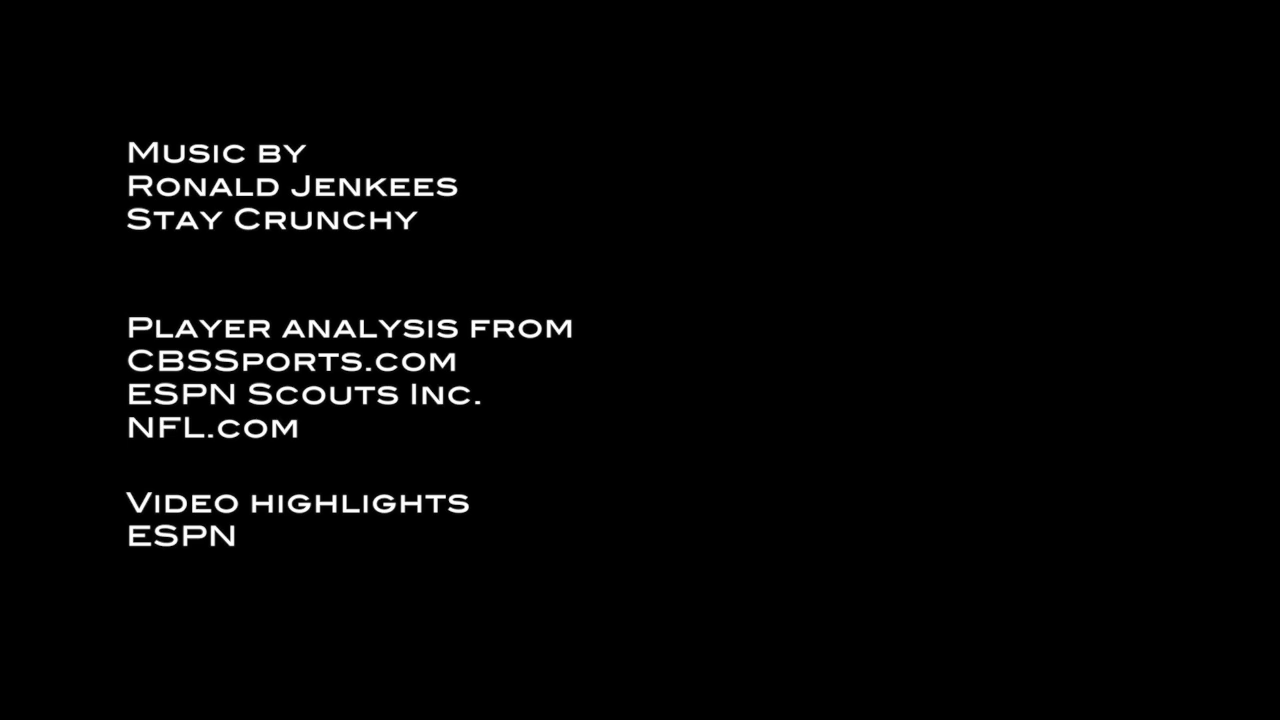 Music by
Ronald Jenkees
Stay Crunchy
Player analysis from
CBSSports.com
ESPN Scouts Inc.
NFL.com
Video highlights
ESPN